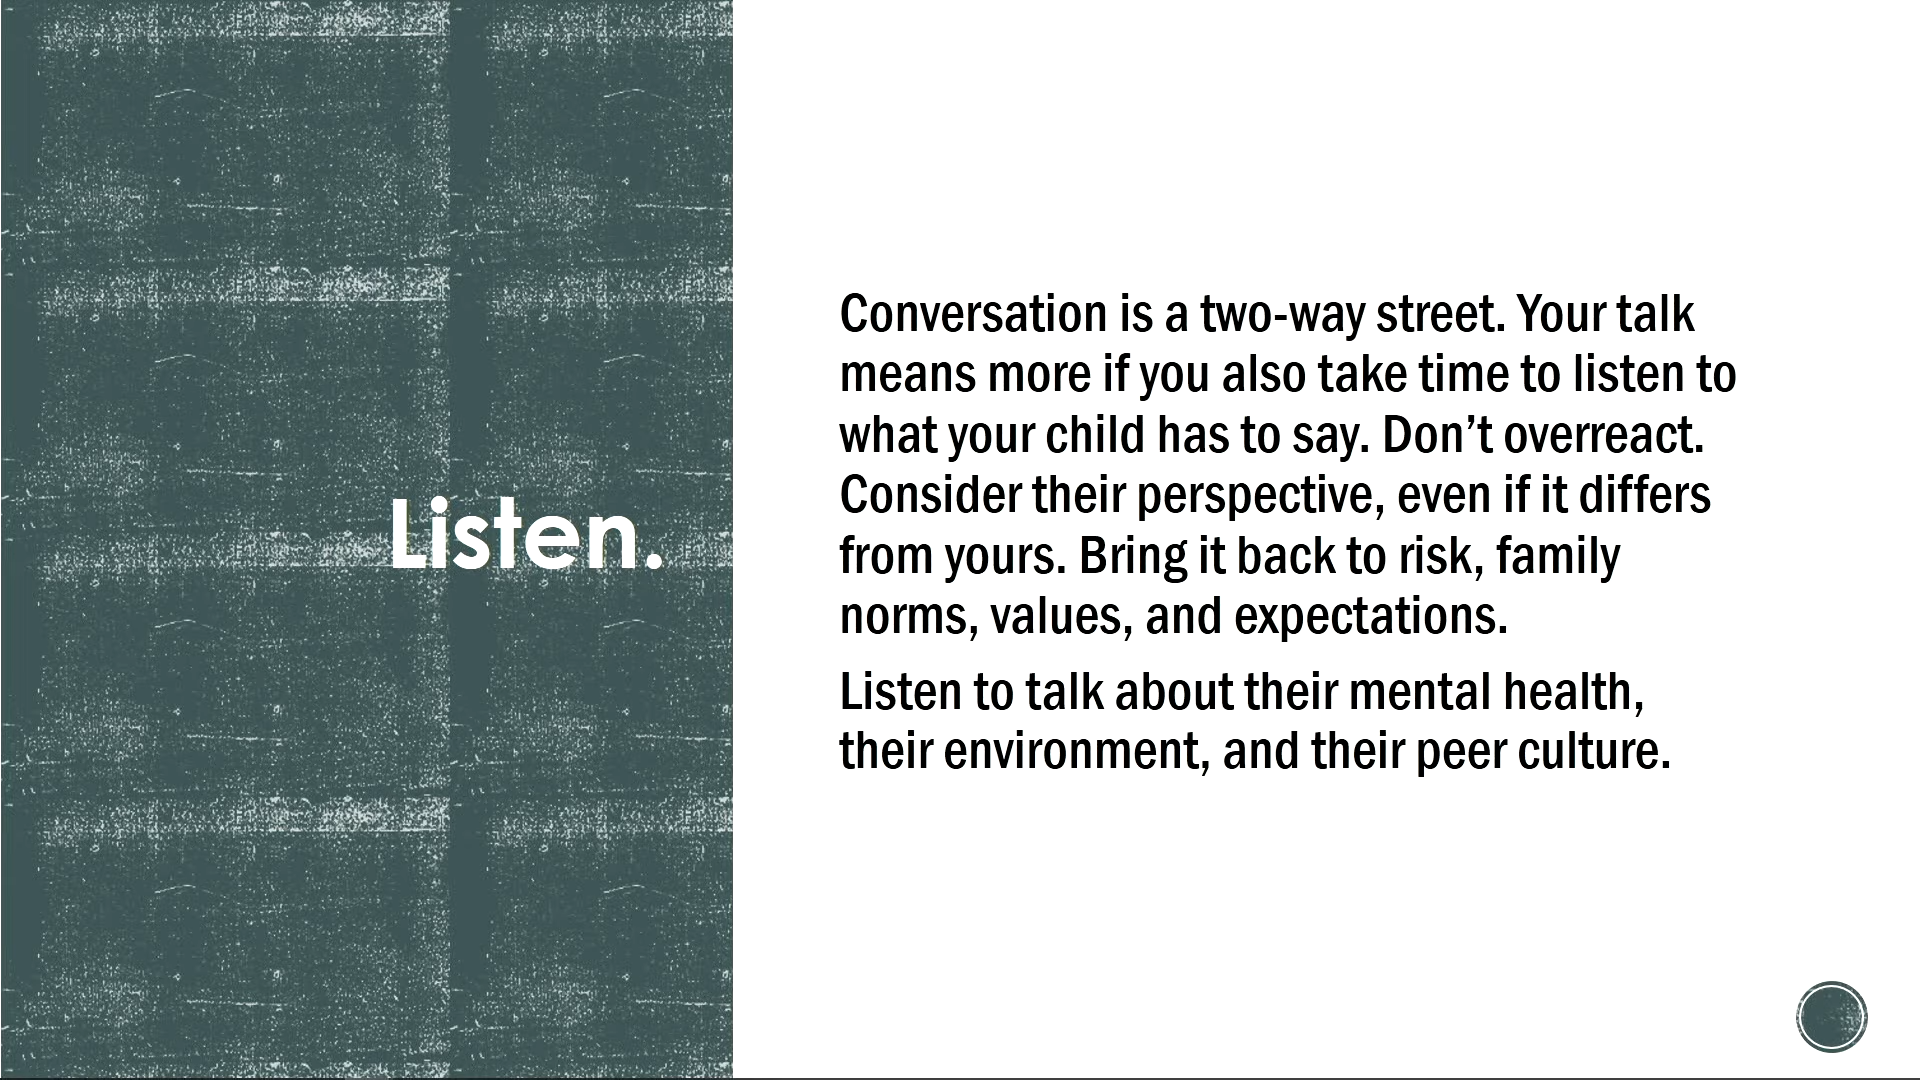 Listen.
Conversation is a two-way street. Your talk
means more if you also take time to listen to
what your child has to say. Don’t overreact.
Consider their perspective, even if it differs
from yours. Bring it back to risk, family
norms, values, and expectations.
Listen to talk about their mental health,
their environment, and their peer culture.